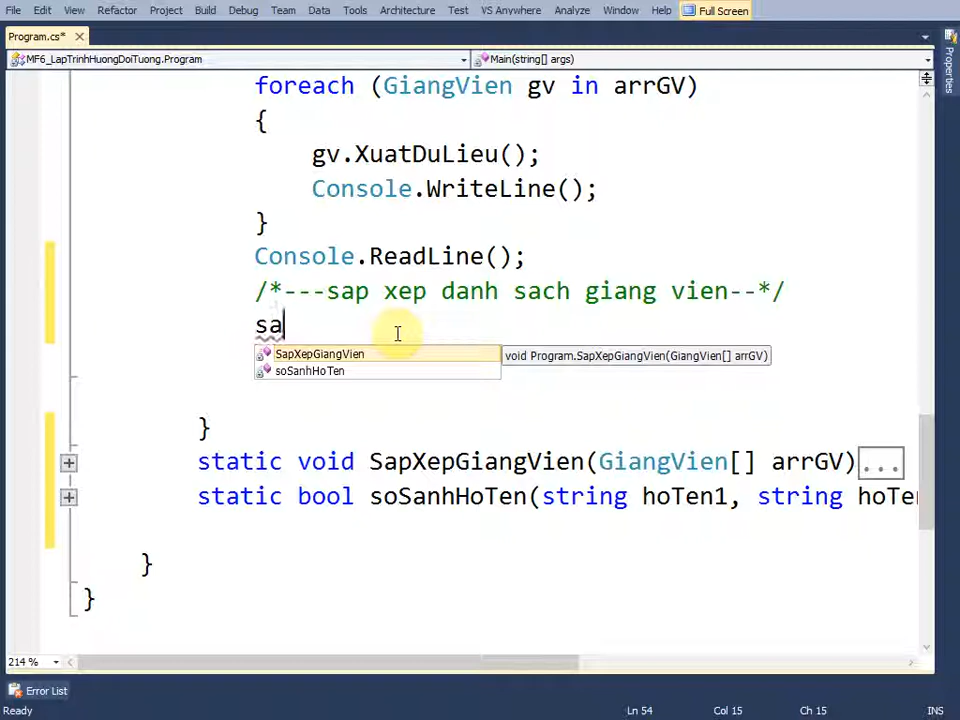 File Edit View Refactor Project Build Debug Team Data Tools Architecture Test VS Anywhere Analyze Window Help Full Screen
Program.cs*
MF6_LapTrinhHuongDoiTuong.Program Main(string[] args)
Properties
foreach (GiangVien gv in arrGV)
{
gv.XuatDuLieu();
Console.WriteLine();
}
Console.ReadLine();
/*---sap xep danh sach giang vien--*/
sa
SapXepGiangVien void Program.SapXepGiangVien(GiangVien[] arrGV)
soSanhHoTen
}
static void SapXepGiangVien(GiangVien[] arrGV)...
static bool soSanhHoTen(string hoTen1, string hoTen
}
}
214 %
Error List
Ready Ln 54 Col 15 Ch 15 INS